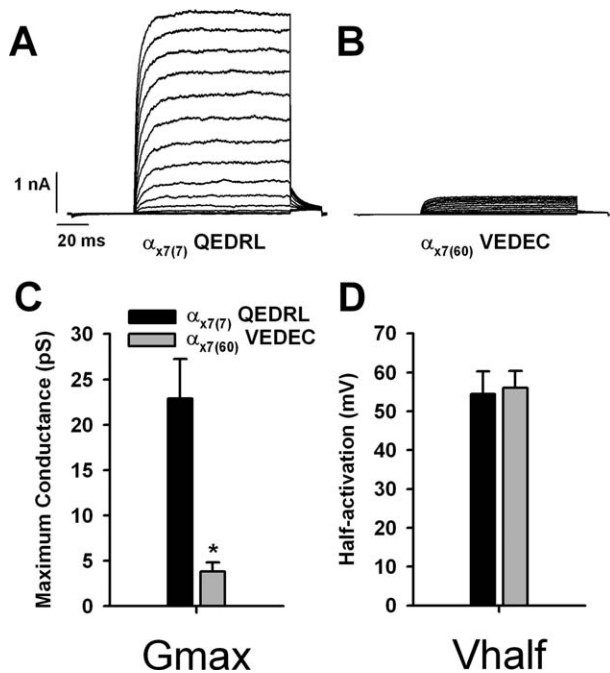 A
B
1 nA
20 ms
αx7(7) QEDRL
αx7(60) VEDEC
C
D
αx7(7) QEDRL
αx7(60) VEDEC
Maximum Conductance (pS)
30
25
20
15
10
5
0
*
Gmax
Half-activation (mV)
70
60
50
40
30
20
10
0
Vhalf